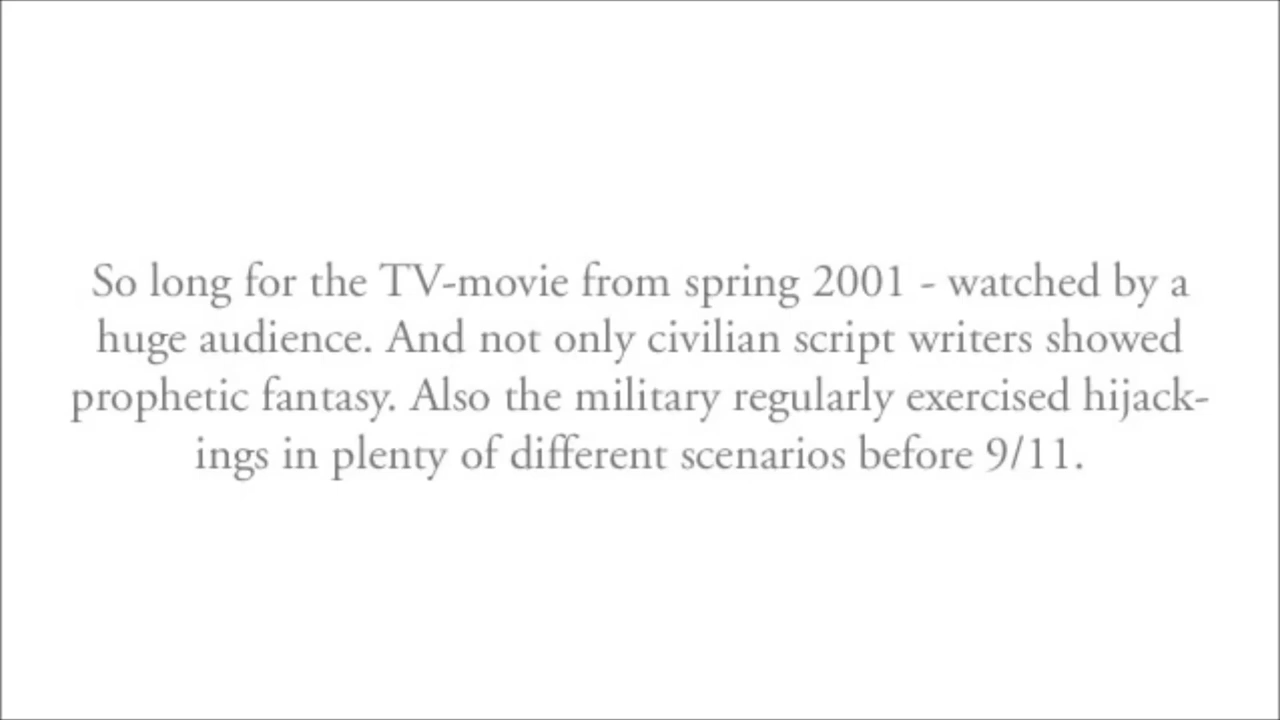 So long for the TV-movie from spring 2001 - watched by a
huge audience. And not only civilian script writers showed
prophetic fantasy. Also the military regularly exercised hijack-
ings in plenty of different scenarios before 9/11.